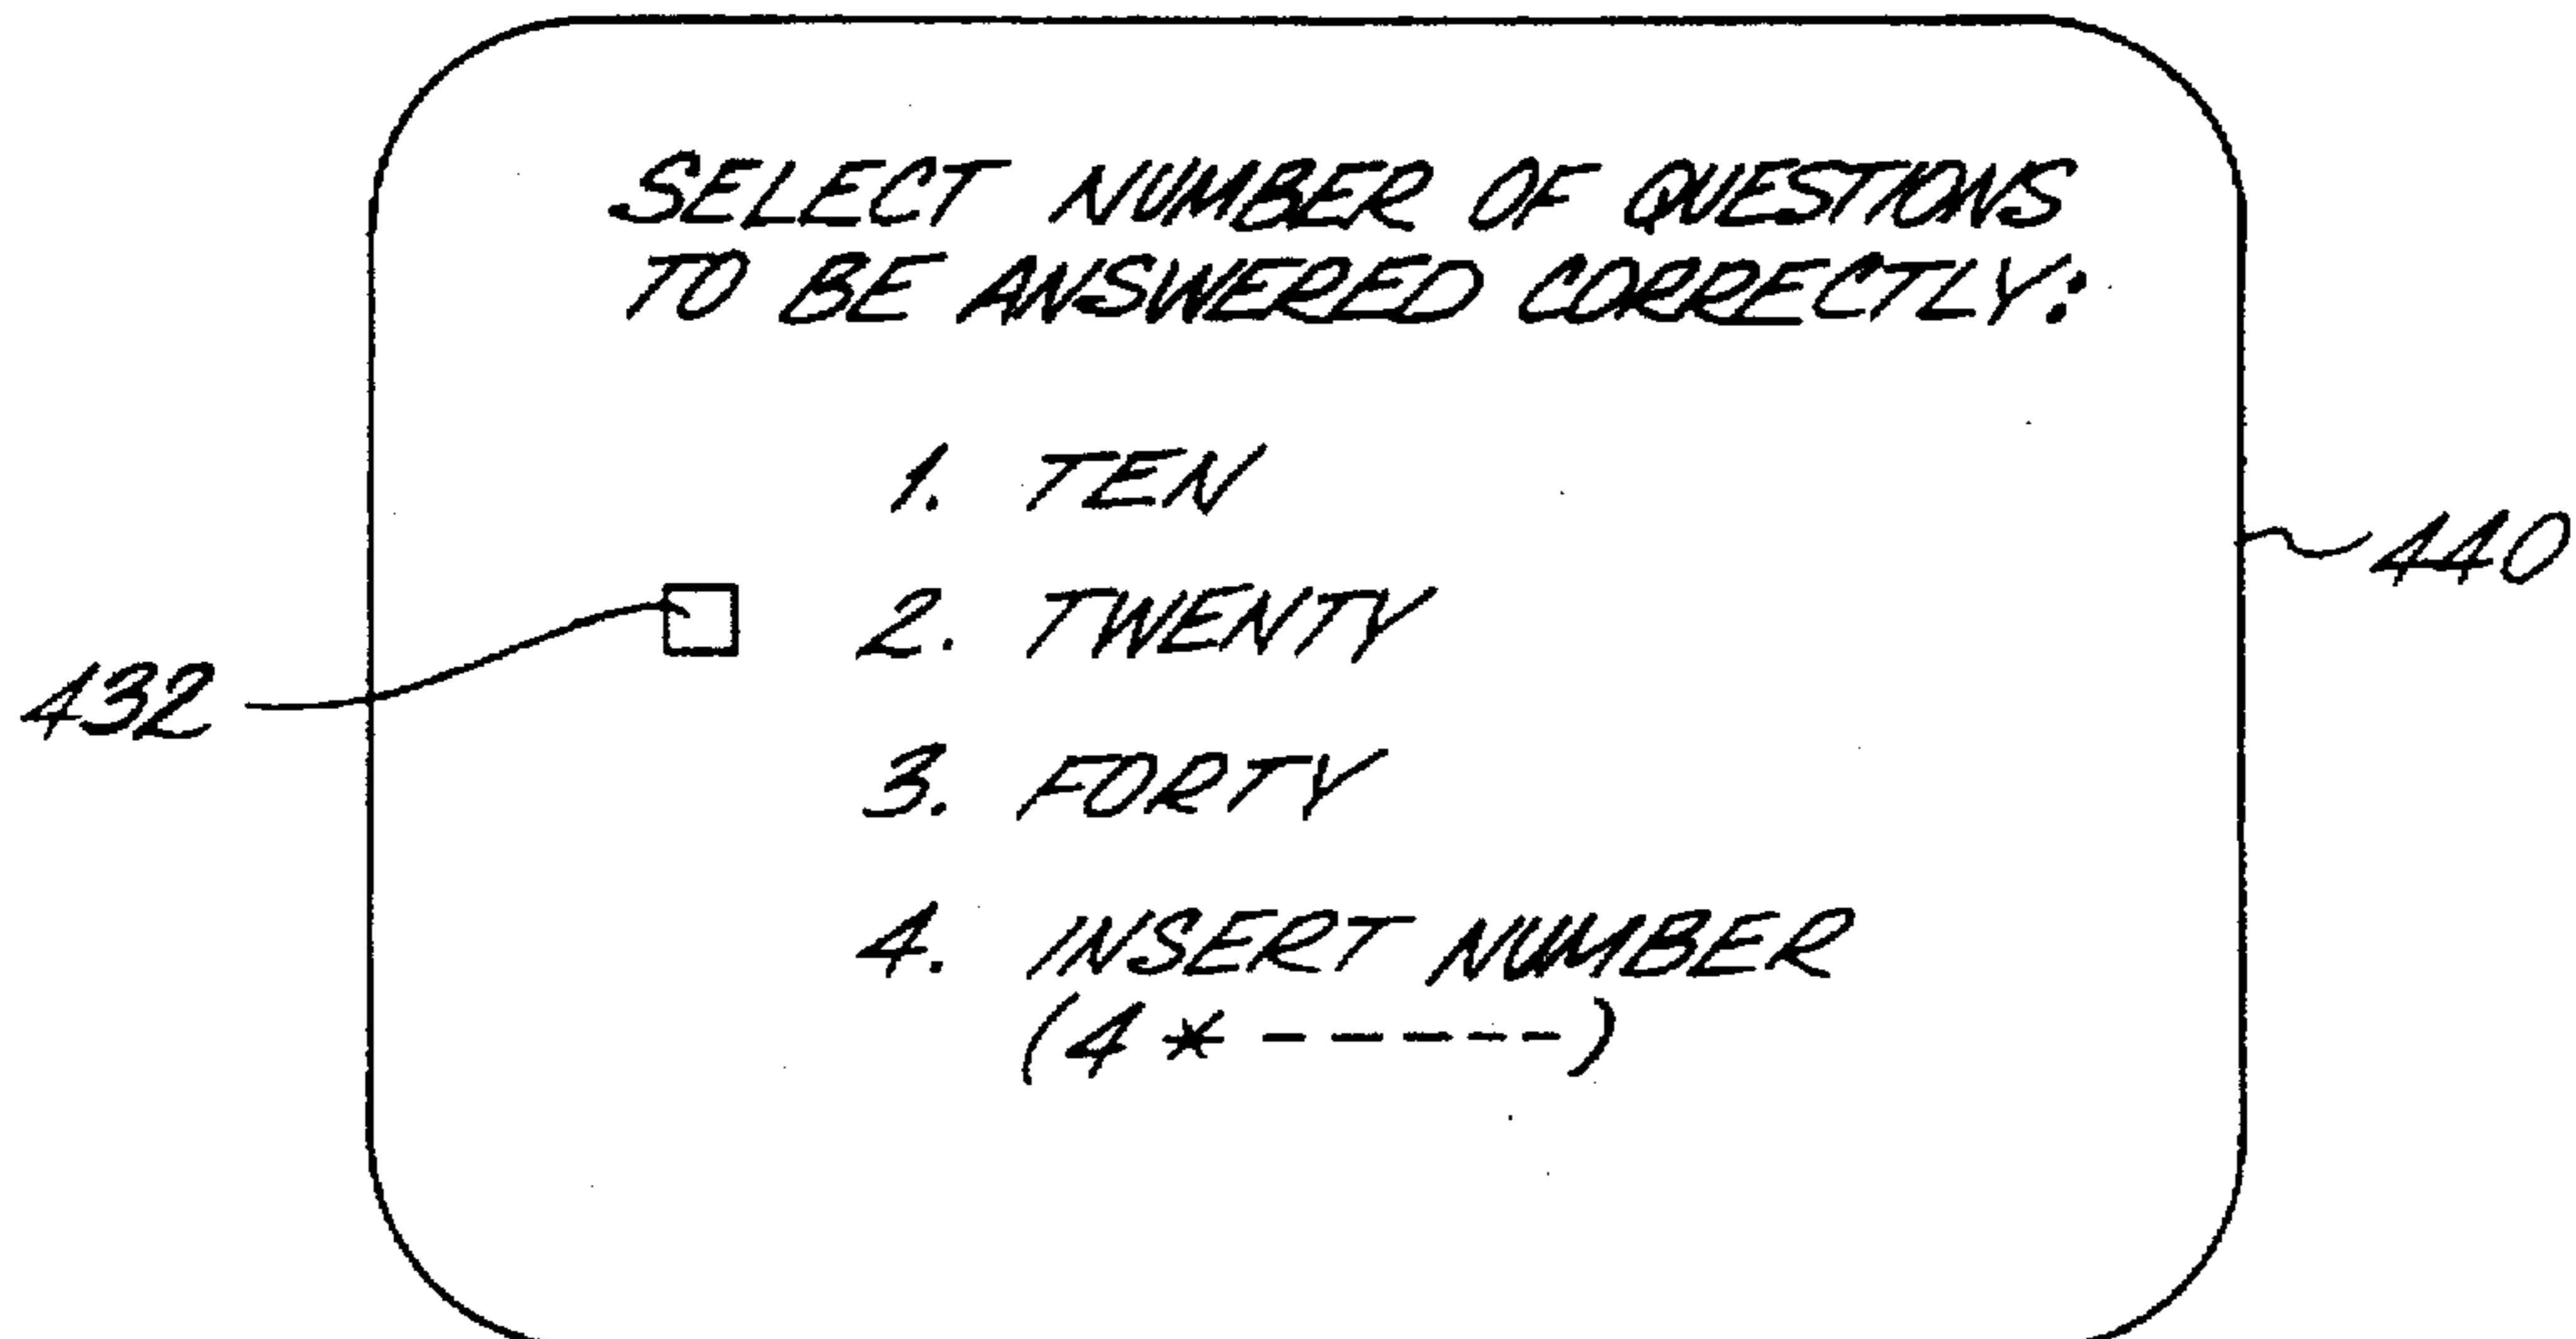 SELECT NUMBER OF QUESTIONS
TO BE ANSWERED CORRECTLY:
1. TEN
440
2. TWENTY
432
3. FORTY
4. INSERT NUMBER
(4 * - - - - -)